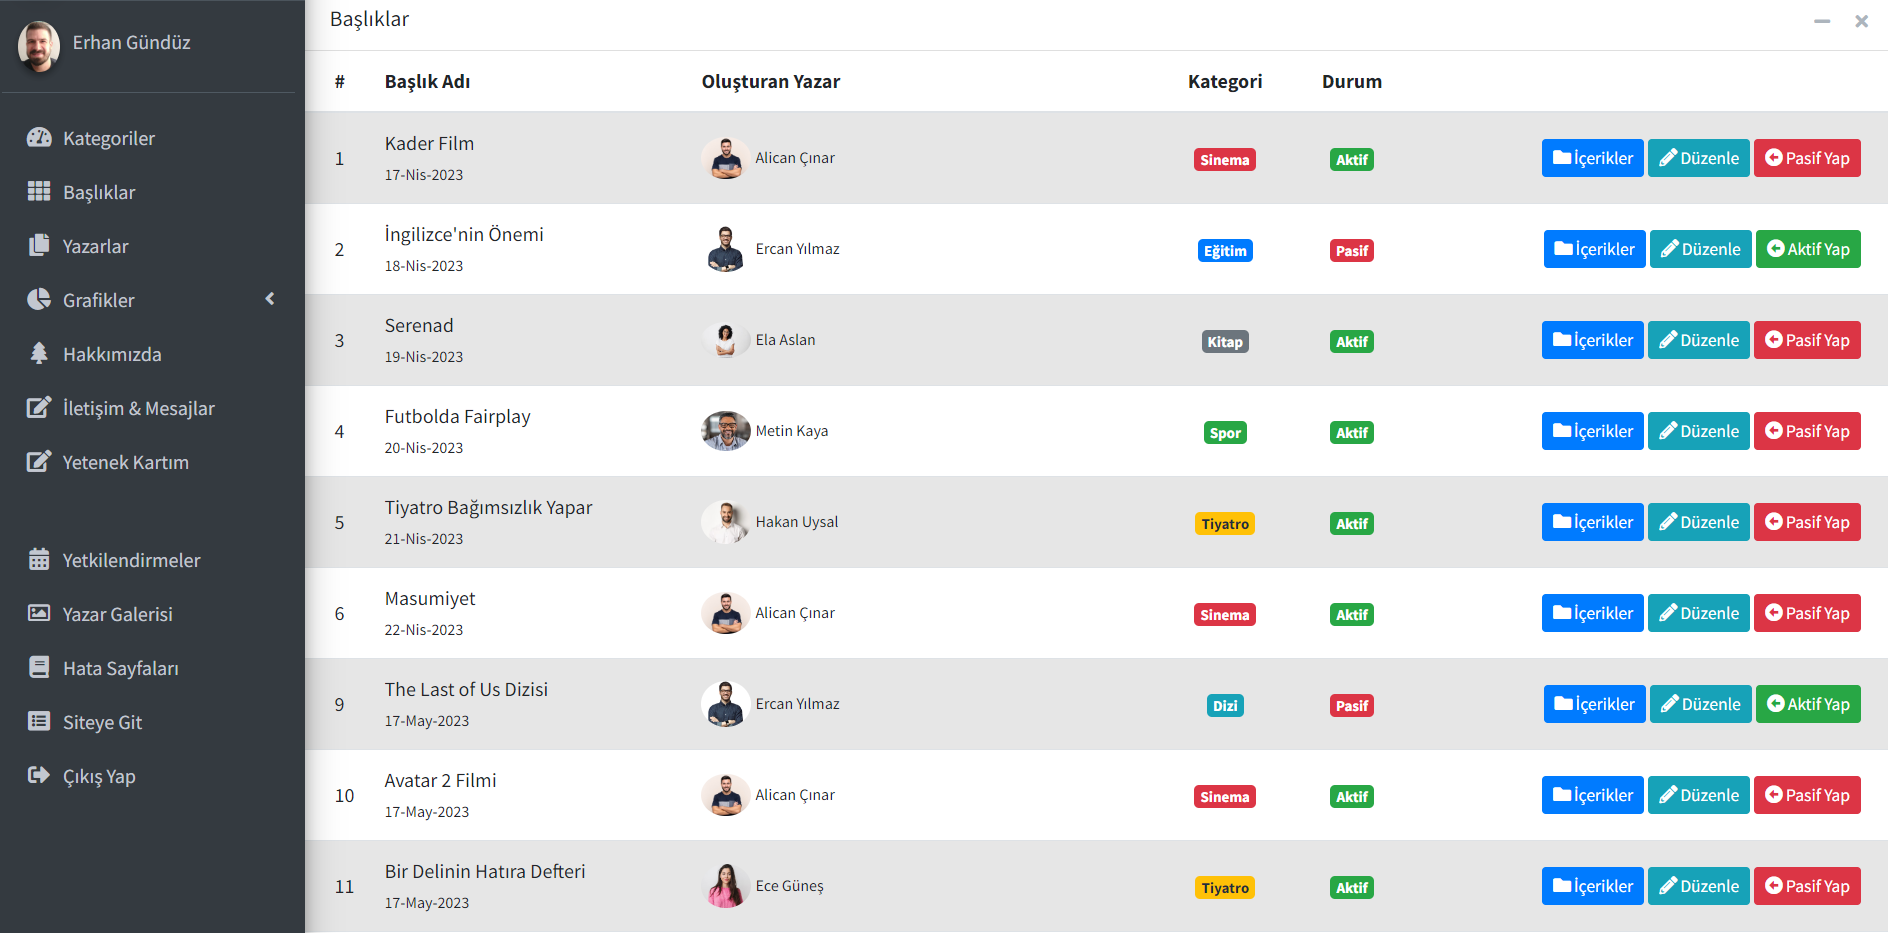 Erhan Gündüz
Kategoriler
Başlıklar
Yazarlar
Grafikler
Hakkımızda
İletişim & Mesajlar
Yetenek Kartım
Yetkilendirmeler
Yazar Galerisi
Hata Sayfaları
Siteye Git
Çıkış Yap
Başlıklar
# Başlık Adı Oluşturan Yazar Kategori Durum
1 Kader Film Alican Çınar Sinema Aktif İçerikler Düzenle Pasif Yap
17-Nis-2023
2 İngilizce'nin Önemi Ercan Yılmaz Eğitim Pasif İçerikler Düzenle Aktif Yap
18-Nis-2023
3 Serenad Ela Aslan Kitap Aktif İçerikler Düzenle Pasif Yap
19-Nis-2023
4 Futbolda Fairplay Metin Kaya Spor Aktif İçerikler Düzenle Pasif Yap
20-Nis-2023
5 Tiyatro Bağımsızlık Yapar Hakan Uysal Tiyatro Aktif İçerikler Düzenle Pasif Yap
21-Nis-2023
6 Masumiyet Alican Çınar Sinema Aktif İçerikler Düzenle Pasif Yap
22-Nis-2023
9 The Last of Us Dizisi Ercan Yılmaz Dizi Pasif İçerikler Düzenle Aktif Yap
17-May-2023
10 Avatar 2 Filmi Alican Çınar Sinema Aktif İçerikler Düzenle Pasif Yap
17-May-2023
11 Bir Delinin Hatıra Defteri Ece Güneş Tiyatro Aktif İçerikler Düzenle Pasif Yap
17-May-2023